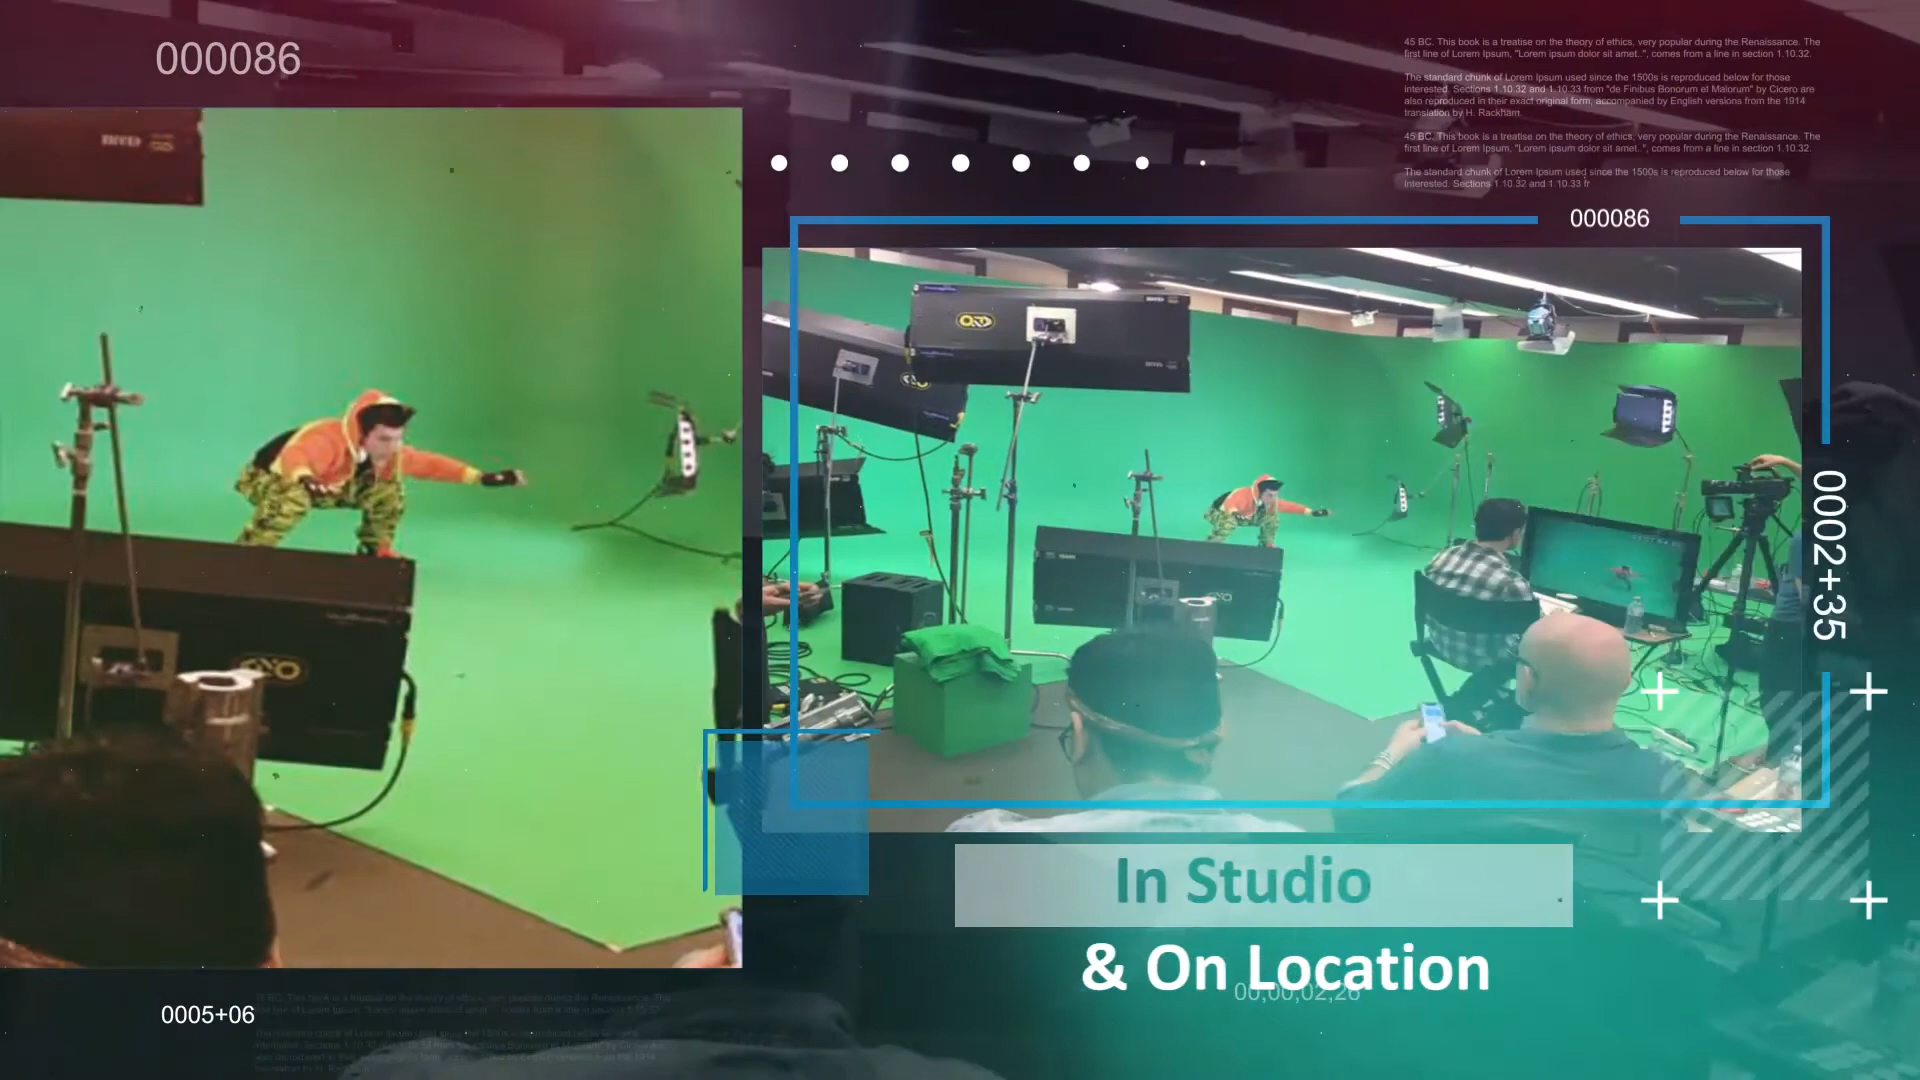 000086
45 BC. This book is a treatise on the theory of ethics, very popular during the Renaissance. The
first line of Lorem Ipsum, "Lorem ipsum dolor sit amet..", comes from a line in section 1.10.32.
The standard chunk of Lorem Ipsum used since the 1500s is reproduced below for those
interested. Sections 1.10.32 and 1.10.33 from "de Finibus Bonorum et Malorum" by Cicero are
also reproduced in their exact original form, accompanied by English versions from the 1914
translation by H. Rackham.
45 BC. This book is a treatise on the theory of ethics, very popular during the Renaissance. The
first line of Lorem Ipsum, "Lorem ipsum dolor sit amet..", comes from a line in section 1.10.32.
The standard chunk of Lorem Ipsum used since the 1500s is reproduced below for those
interested. Sections 1.10.32 and 1.10.33 fr
000086
0002+35
In Studio
& On Location
00,00,02,26
0005+06